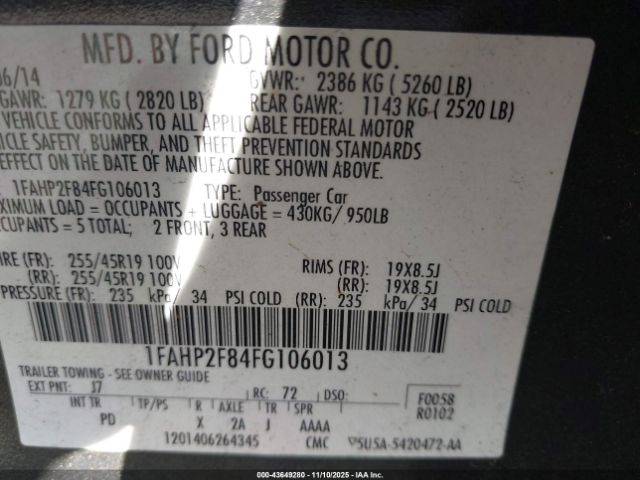 MFD. BY FORD MOTOR CO.
06/14 GVWR: 2386 KG ( 5260 LB)
GAWR: 1279 KG ( 2820 LB) REAR GAWR: 1143 KG ( 2520 LB)
VEHICLE CONFORMS TO ALL APPLICABLE FEDERAL MOTOR
VEHICLE SAFETY, BUMPER, AND THEFT PREVENTION STANDARDS
EFFECT ON THE DATE OF MANUFACTURE SHOWN ABOVE.
1FAHP2F84FG106013 TYPE: Passenger Car
MAXIMUM LOAD = OCCUPANTS + LUGGAGE = 430KG/ 950LB
OCCUPANTS = 5 TOTAL; 2 FRONT, 3 REAR
TIRE (FR): 255/45R19 100V RIMS (FR): 19X8.5J
(RR): 255/45R19 100V (RR): 19X8.5J
PRESSURE (FR): 235 kPa/ 34 PSI COLD (RR): 235 kPa/ 34 PSI COLD
1FAHP2F84FG106013
TRAILER TOWING - SEE OWNER GUIDE
EXT PNT: J7 RC: 72 DSO: F0058
INT TR TP/PS R AXLE TR SPR R0102
PD X 2A J AAAA
1201406264345 CMC 5USA-5420472-AA
000-43649280 - 11/10/2025 - IAAI.COM